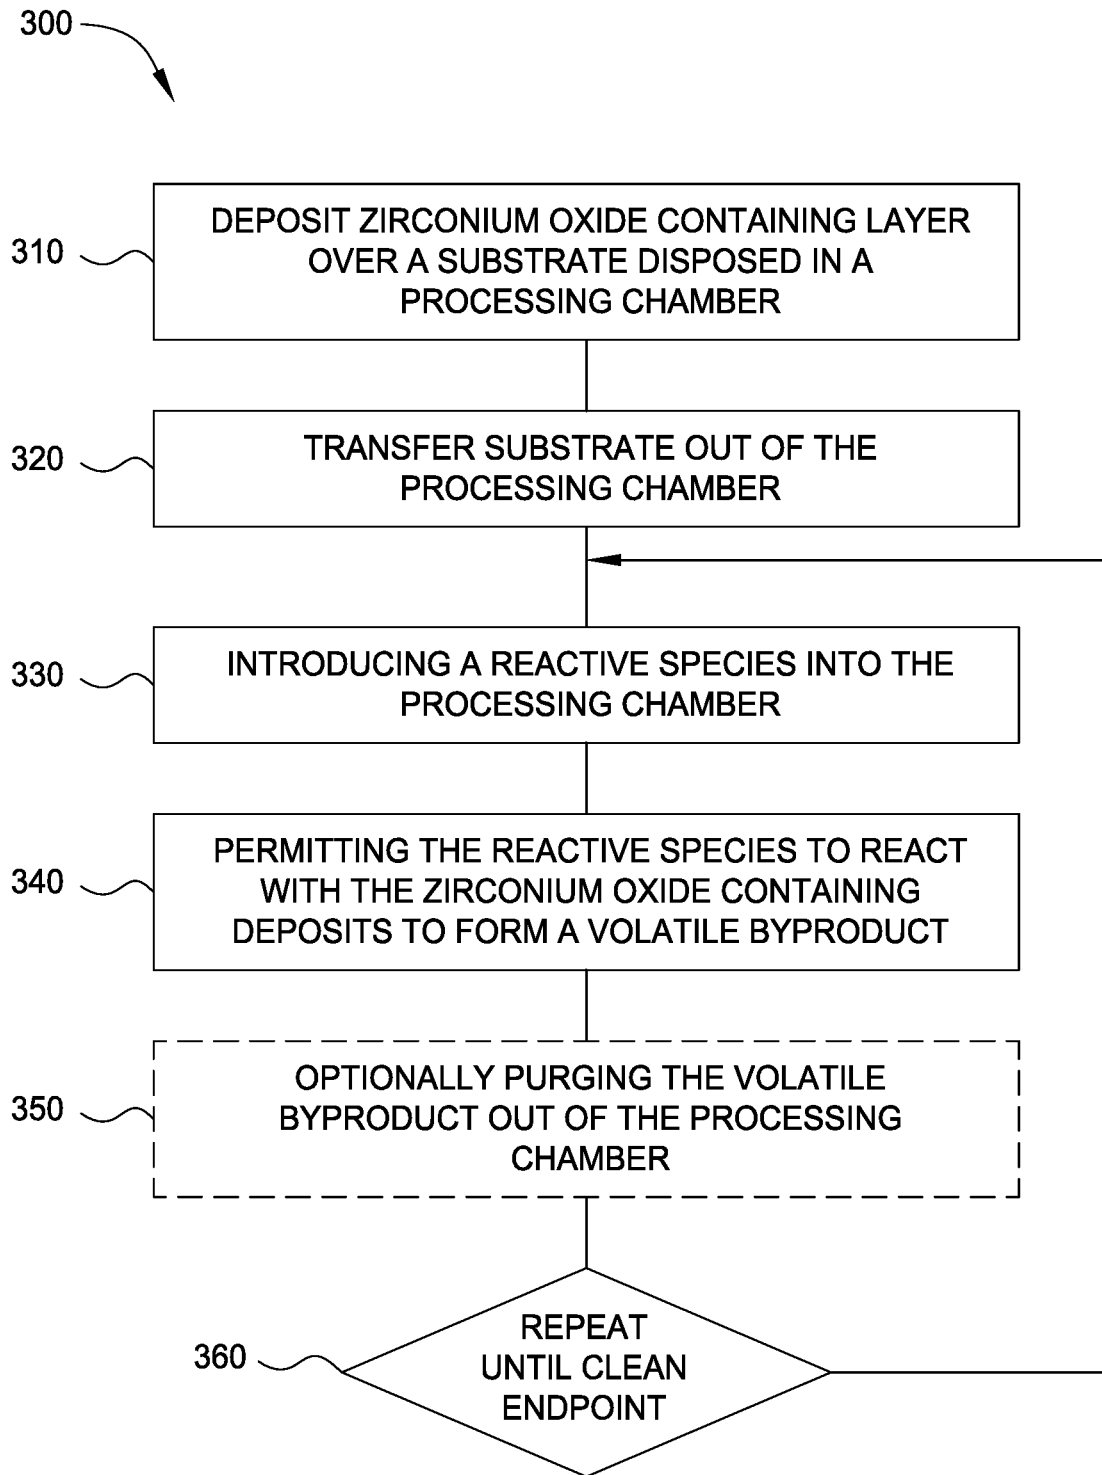 300
310
DEPOSIT ZIRCONIUM OXIDE CONTAINING LAYER
OVER A SUBSTRATE DISPOSED IN A
PROCESSING CHAMBER
320
TRANSFER SUBSTRATE OUT OF THE
PROCESSING CHAMBER
330
INTRODUCING A REACTIVE SPECIES INTO THE
PROCESSING CHAMBER
340
PERMITTING THE REACTIVE SPECIES TO REACT
WITH THE ZIRCONIUM OXIDE CONTAINING
DEPOSITS TO FORM A VOLATILE BYPRODUCT
350
OPTIONALLY PURGING THE VOLATILE
BYPRODUCT OUT OF THE PROCESSING
CHAMBER
360
REPEAT
UNTIL CLEAN
ENDPOINT